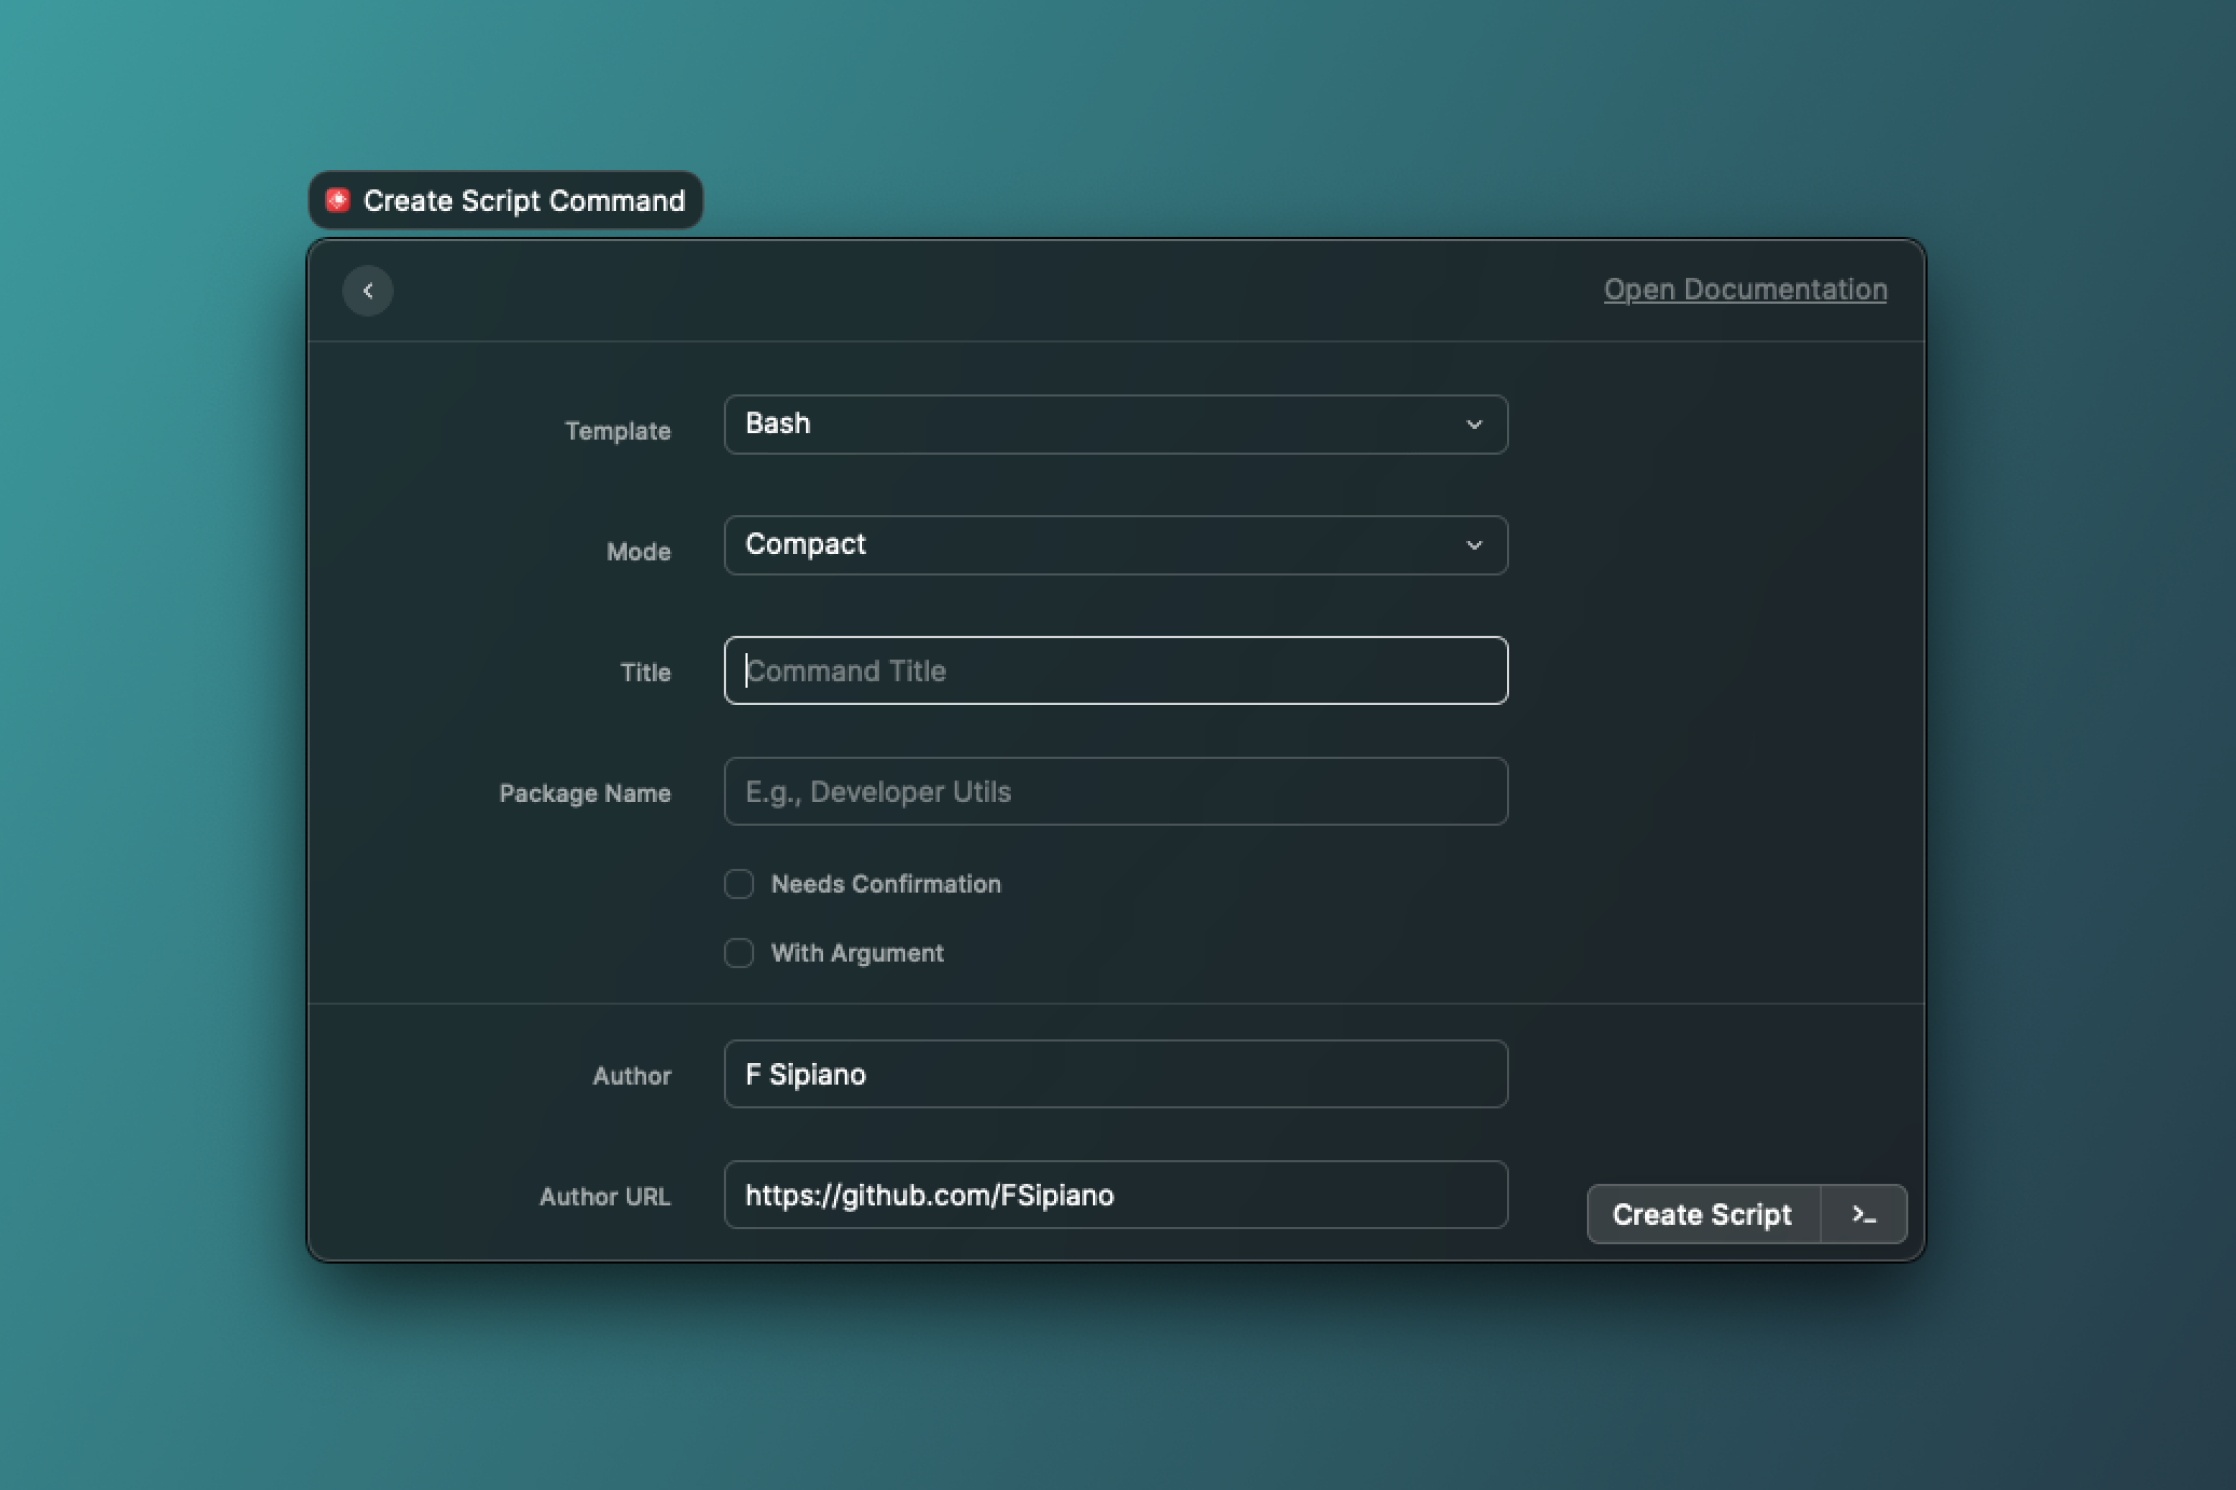 Create Script Command
Open Documentation
Template
Bash
Mode
Compact
Title
Command Title
Package Name
E.g., Developer Utils
Needs Confirmation
With Argument
Author
F Sipiano
Author URL
https://github.com/FSipiano
Create Script >_